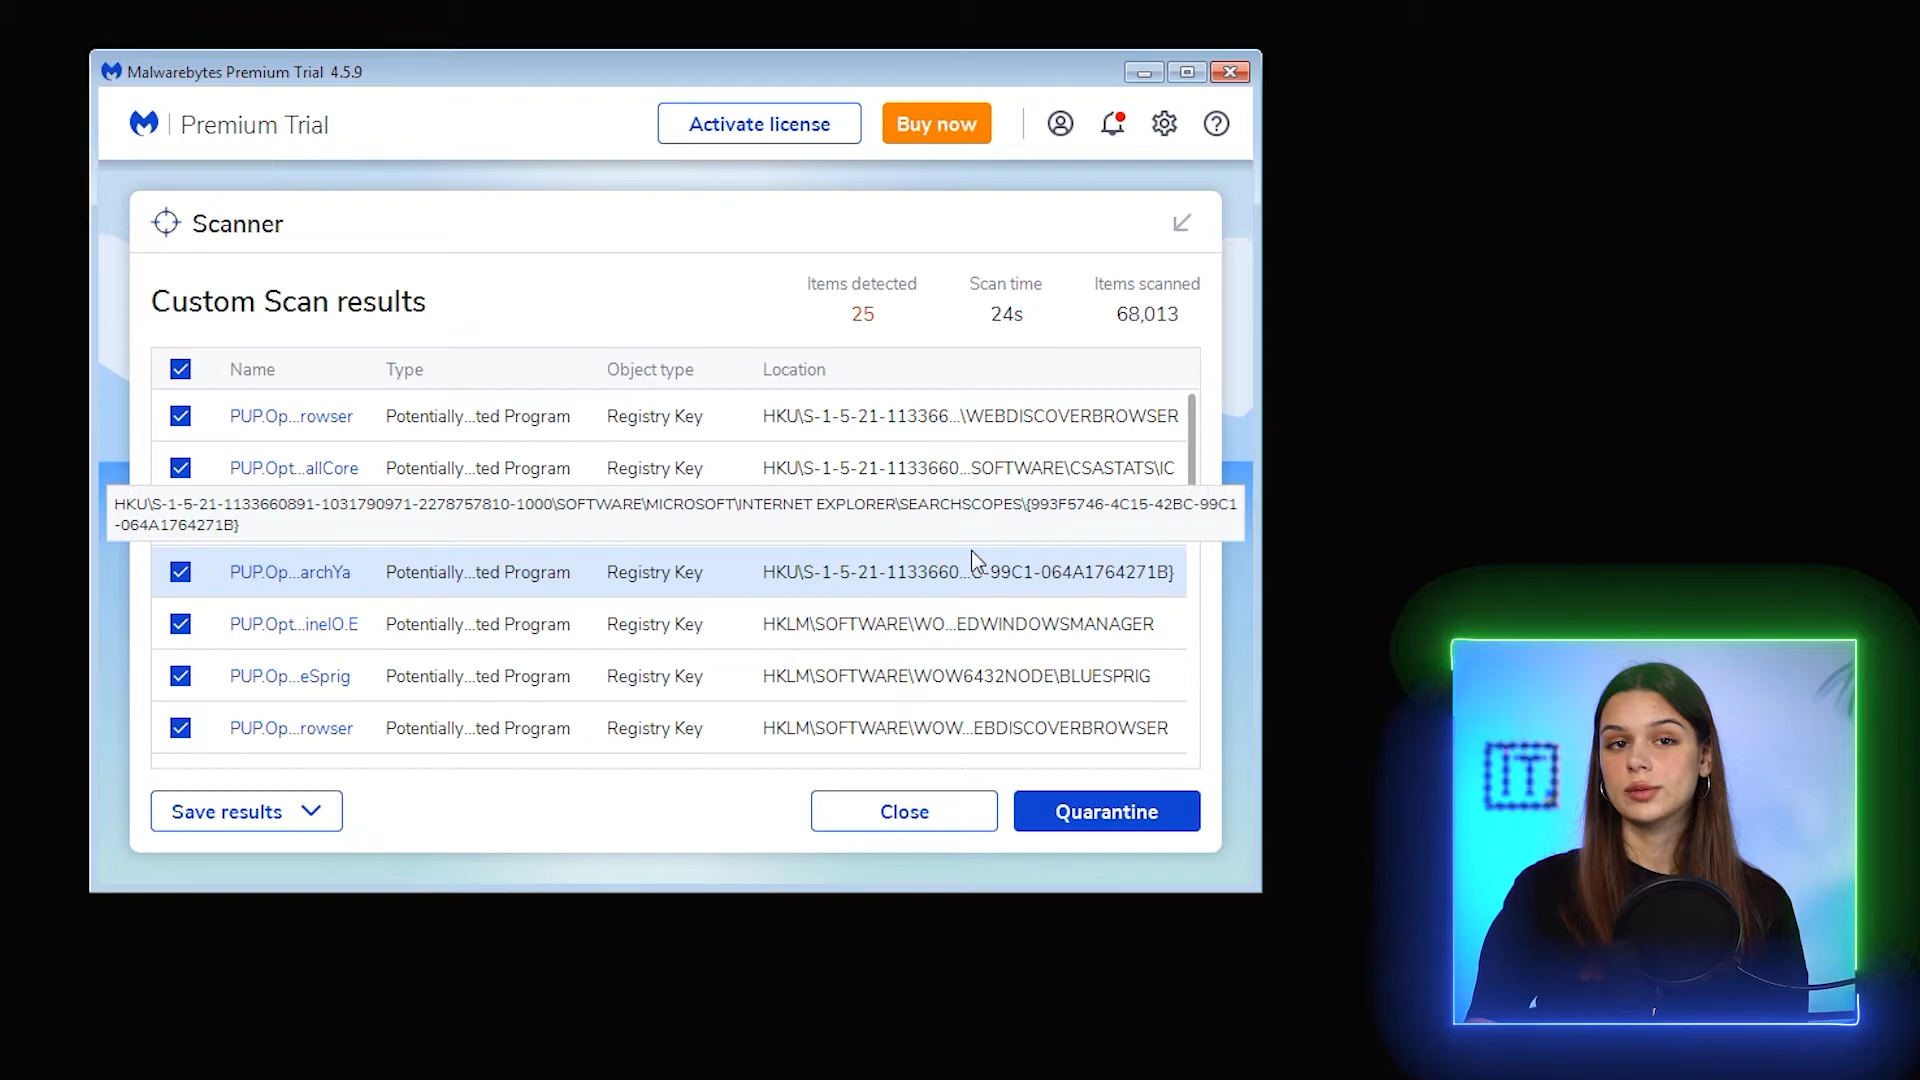 Malwarebytes Premium Trial 4.5.9
Premium Trial
Activate license
Buy now
Scanner
Custom Scan results
Items detected
25
Scan time
24s
Items scanned
68,013
Name Type Object type Location
PUP.Op...rowser Potentially...ted Program Registry Key HKU\S-1-5-21-113366...\WEBDISCOVERBROWSER
PUP.Opt...allCore Potentially...ted Program Registry Key HKU\S-1-5-21-1133660...SOFTWARE\CSASTATS\IC
HKU\S-1-5-21-1133660891-1031790971-2278757810-1000\SOFTWARE\MICROSOFT\INTERNET EXPLORER\SEARCHSCOPES\{993F5746-4C15-42BC-99C1
-064A1764271B}
PUP.Op...archYa Potentially...ted Program Registry Key HKU\S-1-5-21-1133660...C-99C1-064A1764271B}
PUP.Opt...ineIO.E Potentially...ted Program Registry Key HKLM\SOFTWARE\WO...EDWINDOWSMANAGER
PUP.Op...eSprig Potentially...ted Program Registry Key HKLM\SOFTWARE\WOW6432NODE\BLUESPRIG
PUP.Op...rowser Potentially...ted Program Registry Key HKLM\SOFTWARE\WOW...EBDISCOVERBROWSER
Save results
Close
Quarantine
IT